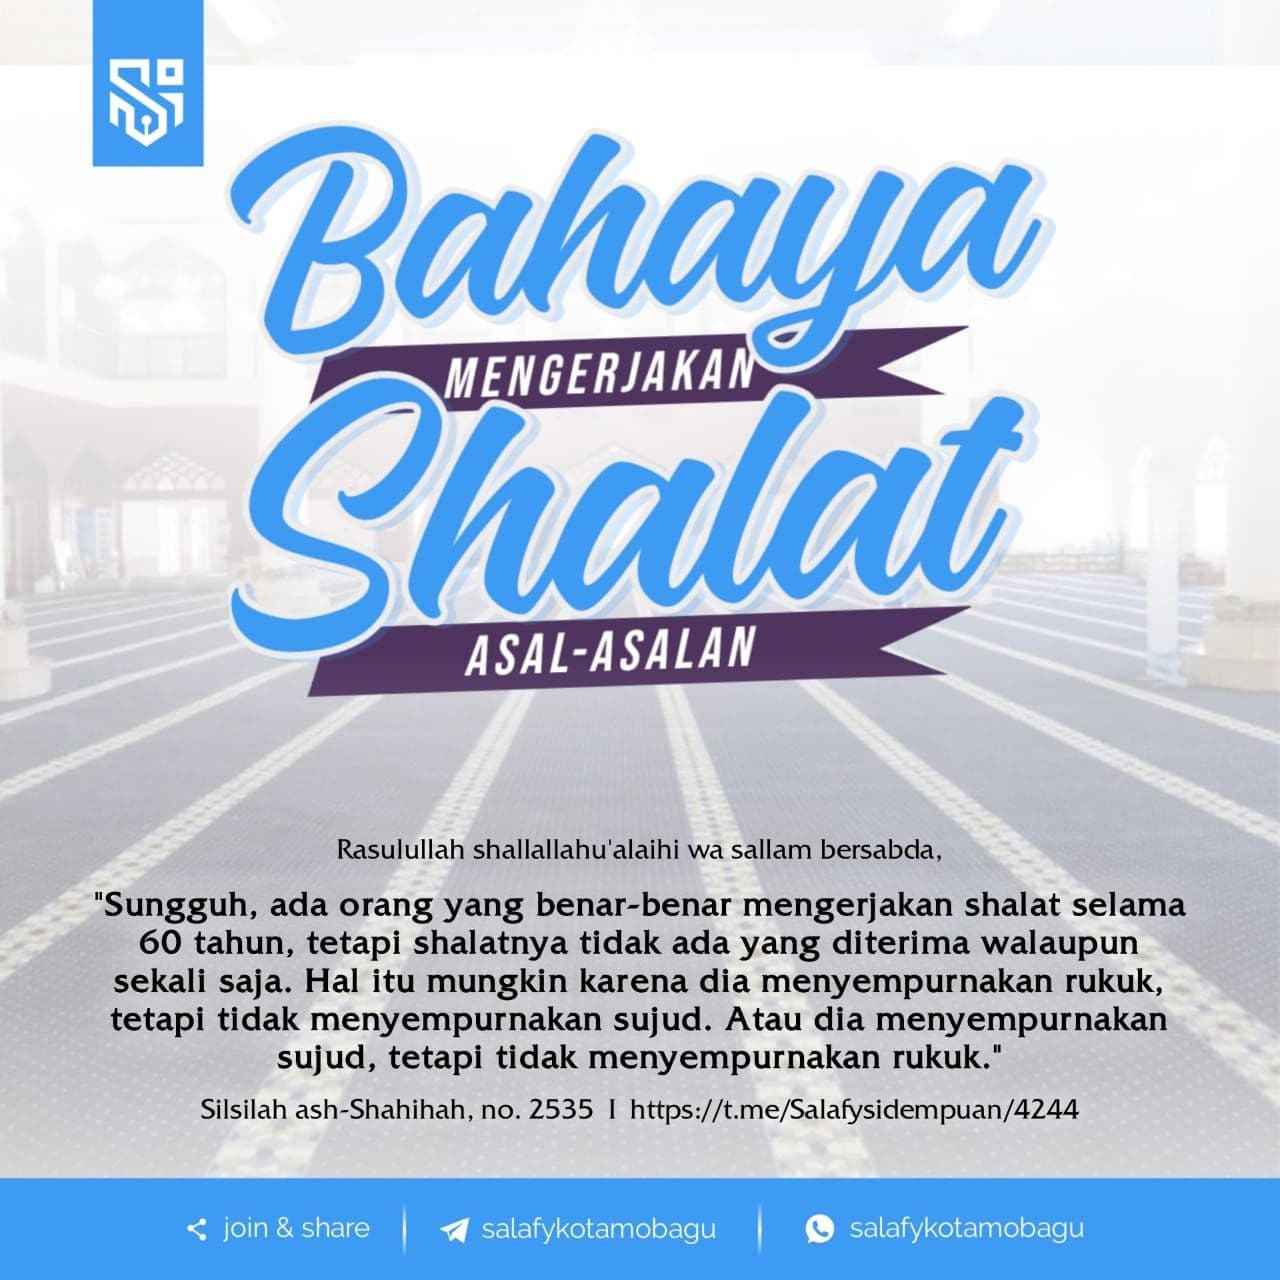 Bahaya
MENGERJAKAN
Shalat
ASAL-ASALAN
Rasulullah shallallahu'alaihi wa sallam bersabda,
"Sungguh, ada orang yang benar-benar mengerjakan shalat selama
60 tahun, tetapi shalatnya tidak ada yang diterima walaupun
sekali saja. Hal itu mungkin karena dia menyempurnakan rukuk,
tetapi tidak menyempurnakan sujud. Atau dia menyempurnakan
sujud, tetapi tidak menyempurnakan rukuk."
Silsilah ash-Shahihah, no. 2535 I https://t.me/Salafysidempuan/4244
join & share | salafykotamobagu | salafykotamobagu